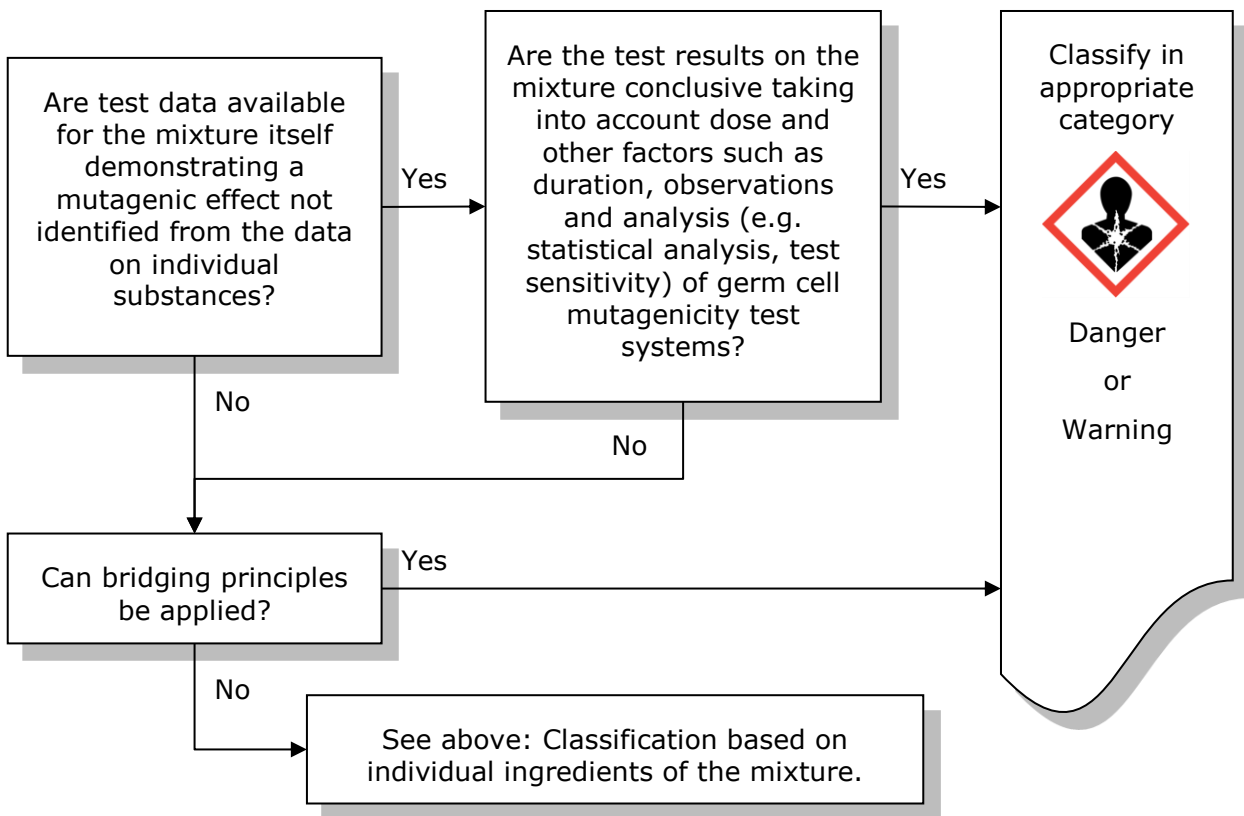 Are test data available
for the mixture itself
demonstrating a
mutagenic effect not
identified from the data
on individual
substances?
Yes
Are the test results on the
mixture conclusive taking
into account dose and
other factors such as
duration, observations
and analysis (e.g.
statistical analysis, test
sensitivity) of germ cell
mutagenicity test
systems?
Yes
Classify in
appropriate
category
Danger
or
Warning
No
No
Can bridging principles
be applied?
Yes
No
See above: Classification based on
individual ingredients of the mixture.